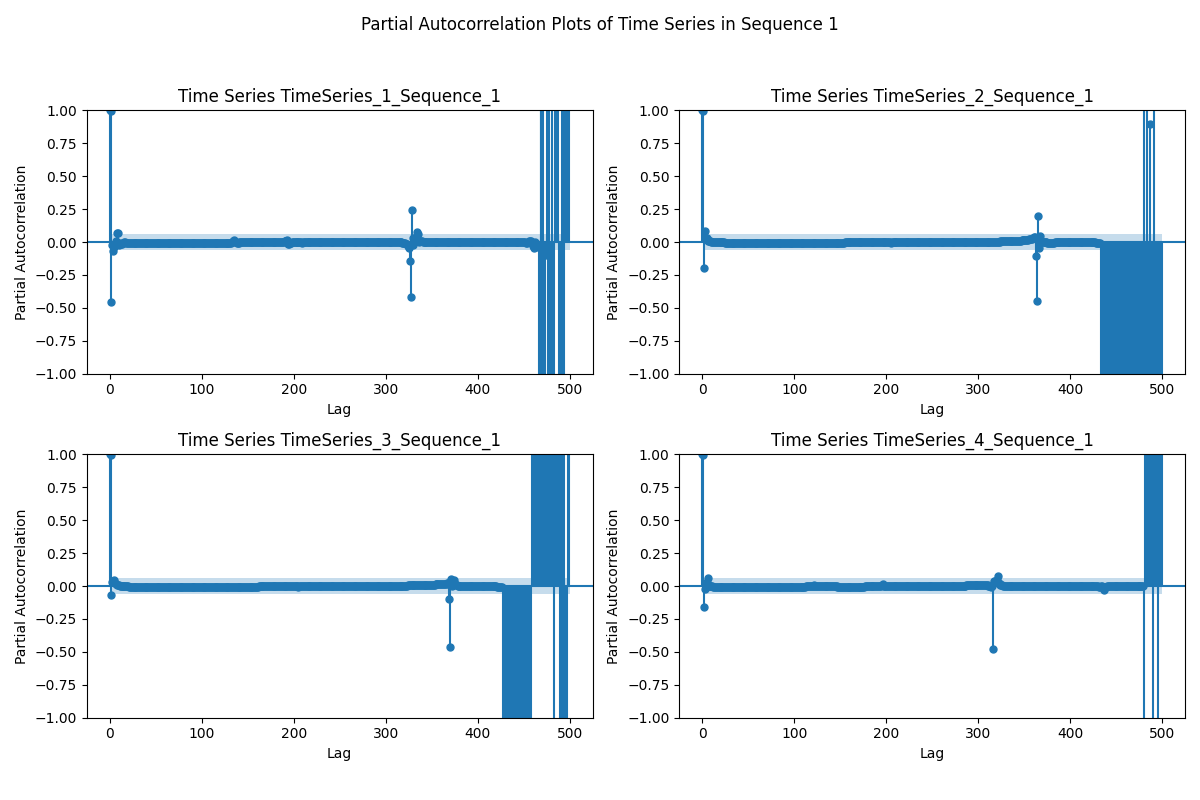 Partial Autocorrelation Plots of Time Series in Sequence 1
Time Series TimeSeries_1_Sequence_1
Partial Autocorrelation
1.00
0.75
0.50
0.25
0.00
−0.25
−0.50
−0.75
−1.00
0 100 200 300 400 500
Lag
Time Series TimeSeries_2_Sequence_1
Partial Autocorrelation
1.00
0.75
0.50
0.25
0.00
−0.25
−0.50
−0.75
−1.00
0 100 200 300 400 500
Lag
Time Series TimeSeries_3_Sequence_1
Partial Autocorrelation
1.00
0.75
0.50
0.25
0.00
−0.25
−0.50
−0.75
−1.00
0 100 200 300 400 500
Lag
Time Series TimeSeries_4_Sequence_1
Partial Autocorrelation
1.00
0.75
0.50
0.25
0.00
−0.25
−0.50
−0.75
−1.00
0 100 200 300 400 500
Lag